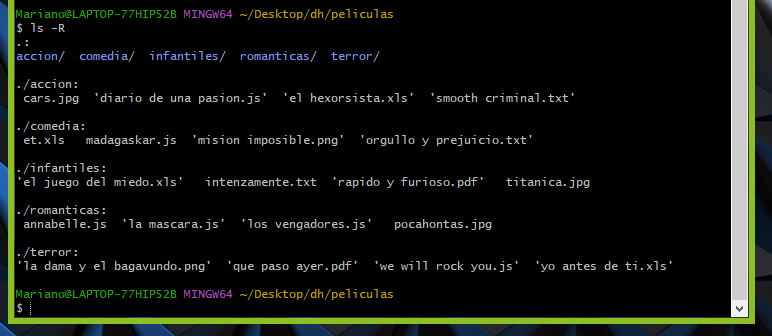 Mariano@LAPTOP-77HIP52B MINGW64 ~/Desktop/dh/peliculas
$ ls -R
.:
accion/  comedia/  infantiles/  romanticas/  terror/

./accion:
 cars.jpg  'diario de una pasion.js'  'el hexorsista.xls'  'smooth criminal.txt'

./comedia:
 et.xls   madagaskar.js  'mision imposible.png'  'orgullo y prejuicio.txt'

./infantiles:
'el juego del miedo.xls'   intenzamente.txt  'rapido y furioso.pdf'   titanica.jpg

./romanticas:
 annabelle.js  'la mascara.js'  'los vengadores.js'   pocahontas.jpg

./terror:
'la dama y el bagavundo.png'  'que paso ayer.pdf'  'we will rock you.js'  'yo antes de ti.xls'

Mariano@LAPTOP-77HIP52B MINGW64 ~/Desktop/dh/peliculas
$